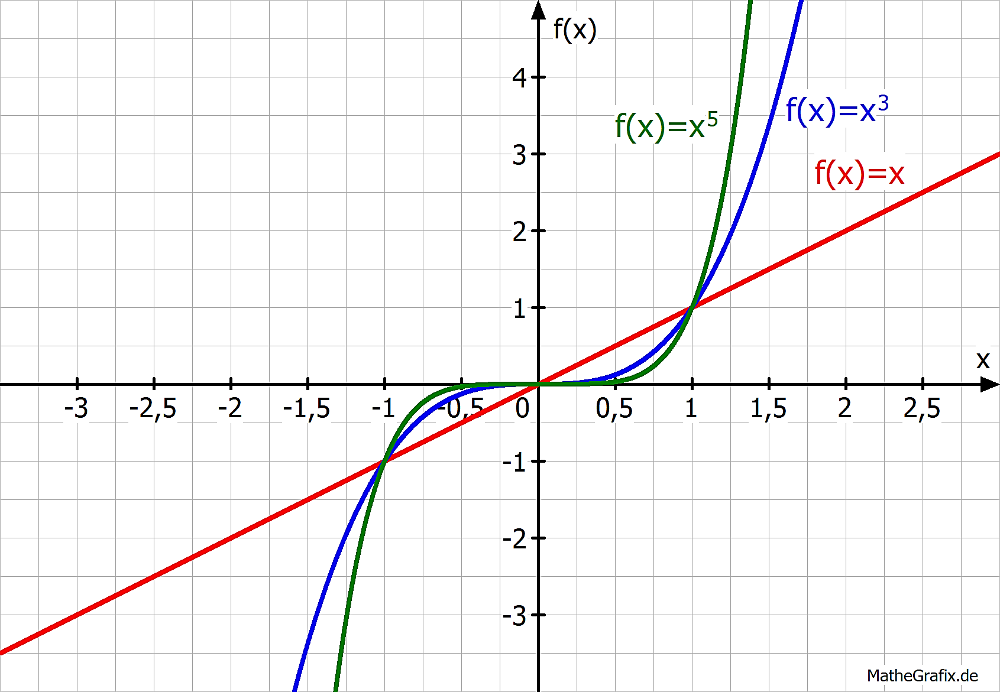 f(x)
4
f(x)=x³
f(x)=x⁵
3
f(x)=x
2
1
x
-3 -2,5 -2 -1,5 -1 -0,5 0 0,5 1 1,5 2 2,5
-1
-2
-3
MatheGrafix.de